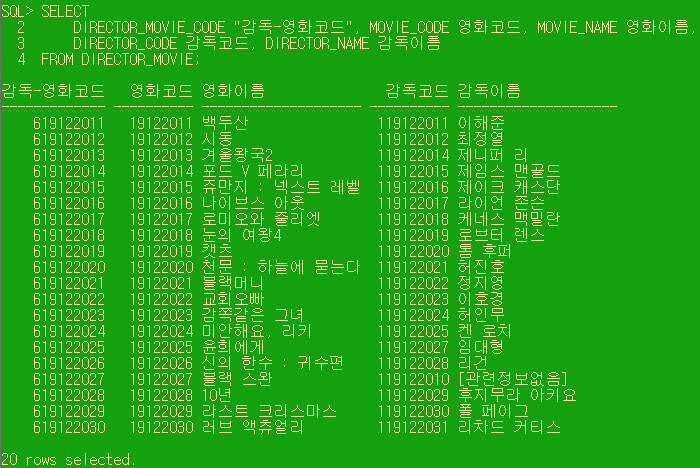 SQL> SELECT
2 DIRECTOR_MOVIE_CODE "감독-영화코드", MOVIE_CODE 영화코드, MOVIE_NAME 영화이름,
3 DIRECTOR_CODE 감독코드, DIRECTOR_NAME 감독이름
4 FROM DIRECTOR_MOVIE;
감독-영화코드 영화코드 영화이름 감독코드 감독이름
------------- ---------- -------------------- ---------- --------------------
619122011 19122011 백두산 119122011 이해준
619122012 19122012 시동 119122012 최정열
619122013 19122013 겨울왕국2 119122014 제니퍼 리
619122014 19122014 포드 V 페라리 119122015 제임스 맨골드
619122015 19122015 쥬만지 : 넥스트 레벨 119122016 제이크 캐스단
619122016 19122016 나이브스 아웃 119122017 라이언 존슨
619122017 19122017 로미오와 줄리엣 119122018 케네스 맥밀란
619122018 19122018 눈의 여왕4 119122019 로브터 렌스
619122019 19122019 캣츠 119122020 톰 후퍼
619122020 19122020 천문 : 하늘에 묻는다 119122021 허진호
619122021 19122021 블랙머니 119122022 정지영
619122022 19122022 교회오빠 119122023 이호경
619122023 19122023 감쪽같은 그녀 119122024 허인무
619122024 19122024 미안해요, 리키 119122025 켄 로치
619122025 19122025 윤희에게 119122027 임대형
619122026 19122026 신의 한수 : 귀수편 119122028 리건
619122027 19122027 블랙 스완 119122010 [관련정보없음]
619122028 19122028 10년 119122029 후지무라 아키요
619122029 19122029 라스트 크리스마스 119122030 폴 페이그
619122030 19122030 러브 액츄얼리 119122031 리차드 커티스
20 rows selected.